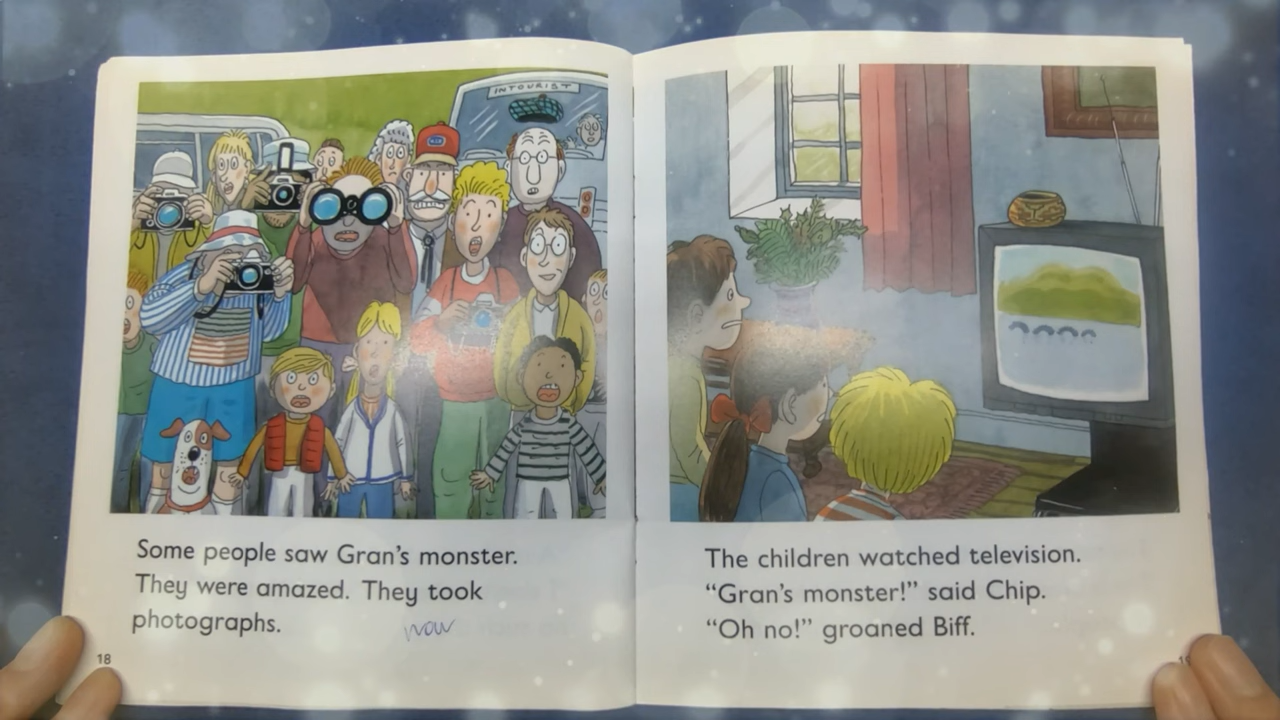 INTOURIST
Some people saw Gran's monster.
They were amazed. They took
photographs.
wow
18
The children watched television.
“Gran's monster!” said Chip.
“Oh no!” groaned Biff.